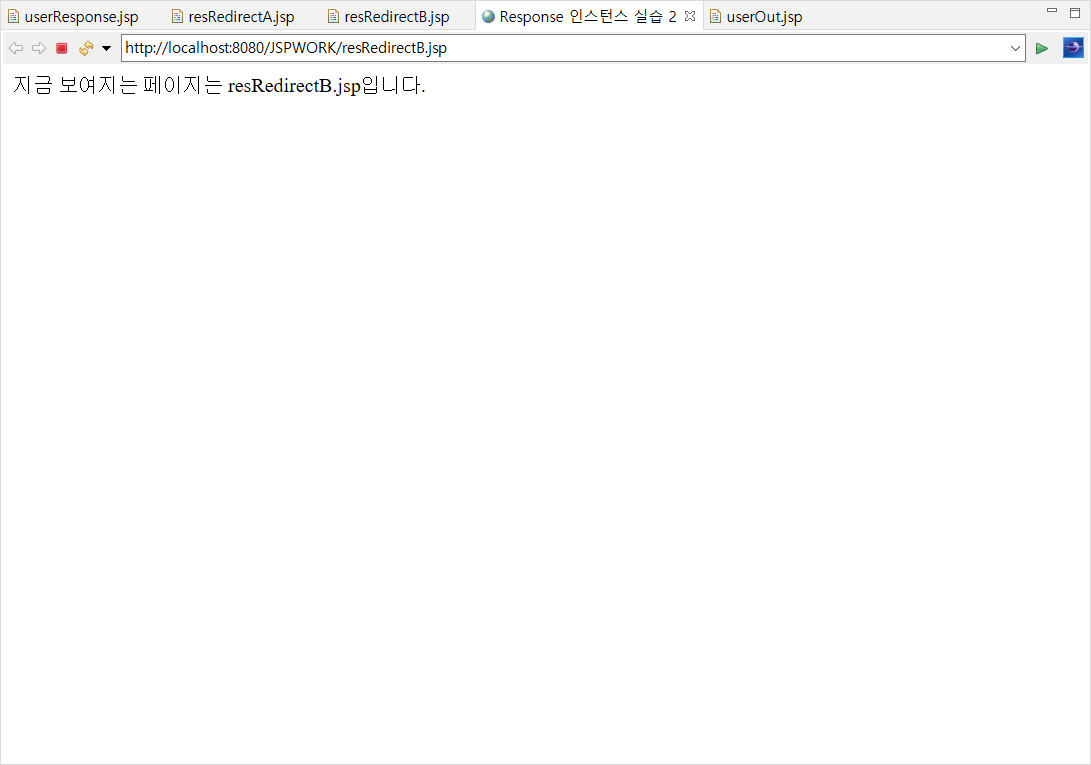 userResponse.jsp resRedirectA.jsp resRedirectB.jsp Response 인스턴스 실습 2 userOut.jsp
http://localhost:8080/JSPWORK/resRedirectB.jsp
지금 보여지는 페이지는 resRedirectB.jsp입니다.